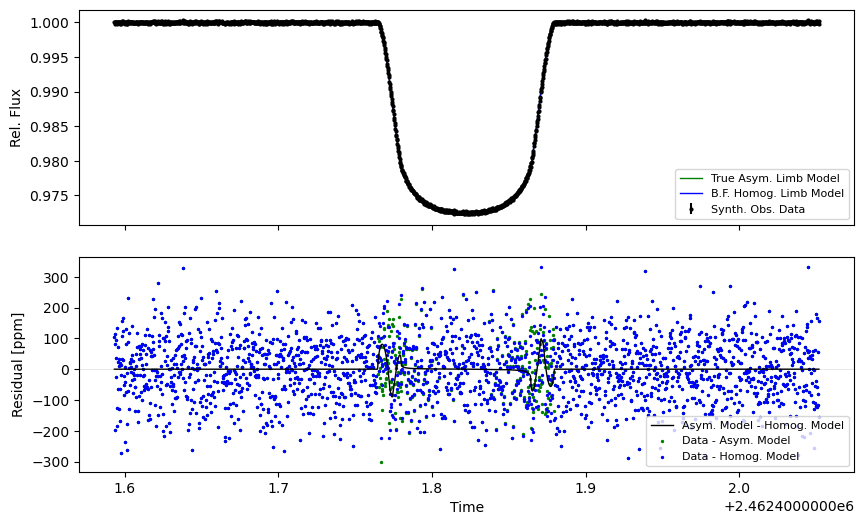 1.000
0.995
0.990
0.985
0.980
0.975
Rel. Flux
True Asym. Limb Model
B.F. Homog. Limb Model
Synth. Obs. Data
300
200
100
0
−100
−200
−300
Residual [ppm]
Asym. Model - Homog. Model
Data - Asym. Model
Data - Homog. Model
1.6 1.7 1.8 1.9 2.0
Time
+2.4624000000e6